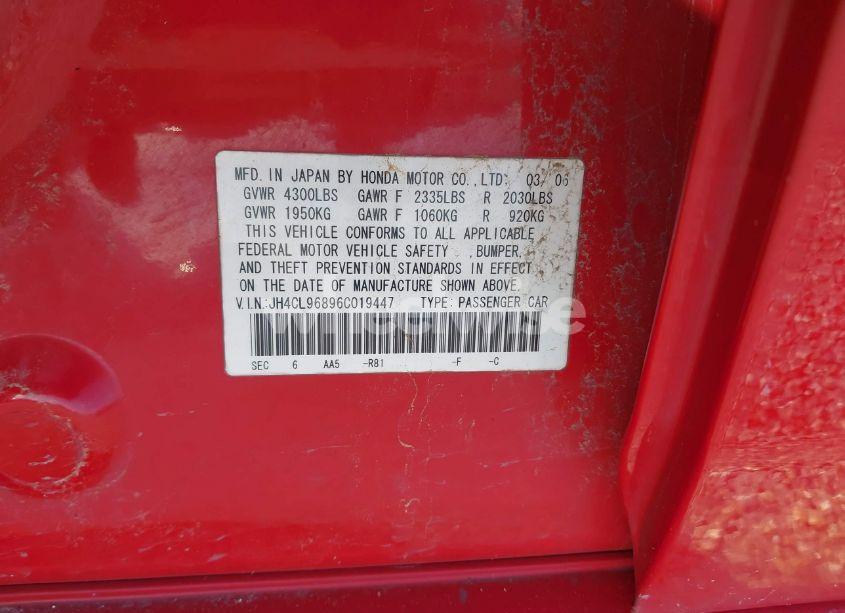 MFD. IN JAPAN BY HONDA MOTOR CO.,LTD. 03/06
GVWR 4300LBS GAWR F 2335LBS R 2030LBS
GVWR 1950KG GAWR F 1060KG R 920KG
THIS VEHICLE CONFORMS TO ALL APPLICABLE
FEDERAL MOTOR VEHICLE SAFETY ,BUMPER,
AND THEFT PREVENTION STANDARDS IN EFFECT
ON THE DATE OF MANUFACTURE SHOWN ABOVE.
V.I.N.:JH4CL96896C019447 TYPE: PASSENGER CAR
SEC 6 AA5 -R81 -F -C